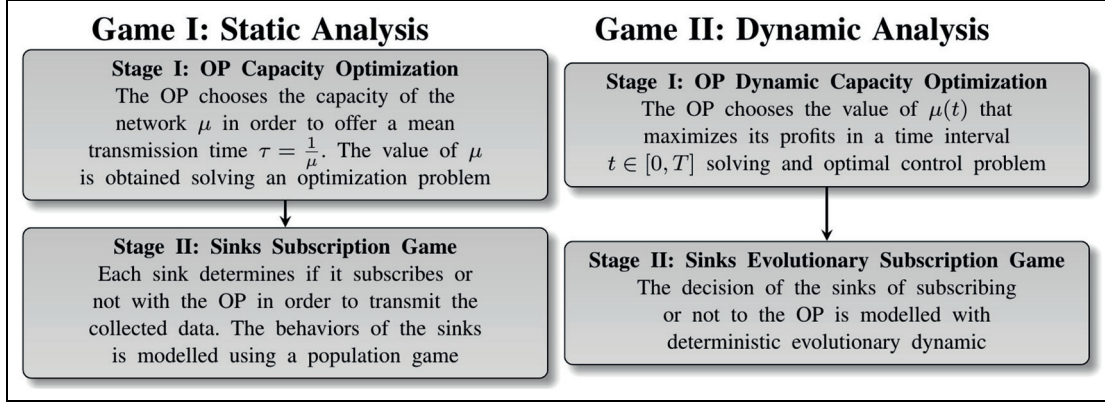 Game I: Static Analysis
Stage I: OP Capacity Optimization
The OP chooses the capacity of the
network μ in order to offer a mean
transmission time τ = 1/μ. The value of μ
is obtained solving an optimization problem
Stage II: Sinks Subscription Game
Each sink determines if it subscribes or
not with the OP in order to transmit the
collected data. The behaviors of the sinks
is modelled using a population game
Game II: Dynamic Analysis
Stage I: OP Dynamic Capacity Optimization
The OP chooses the value of μ(t) that
maximizes its profits in a time interval
t ∈ [0, T] solving and optimal control problem
Stage II: Sinks Evolutionary Subscription Game
The decision of the sinks of subscribing
or not to the OP is modelled with
deterministic evolutionary dynamic